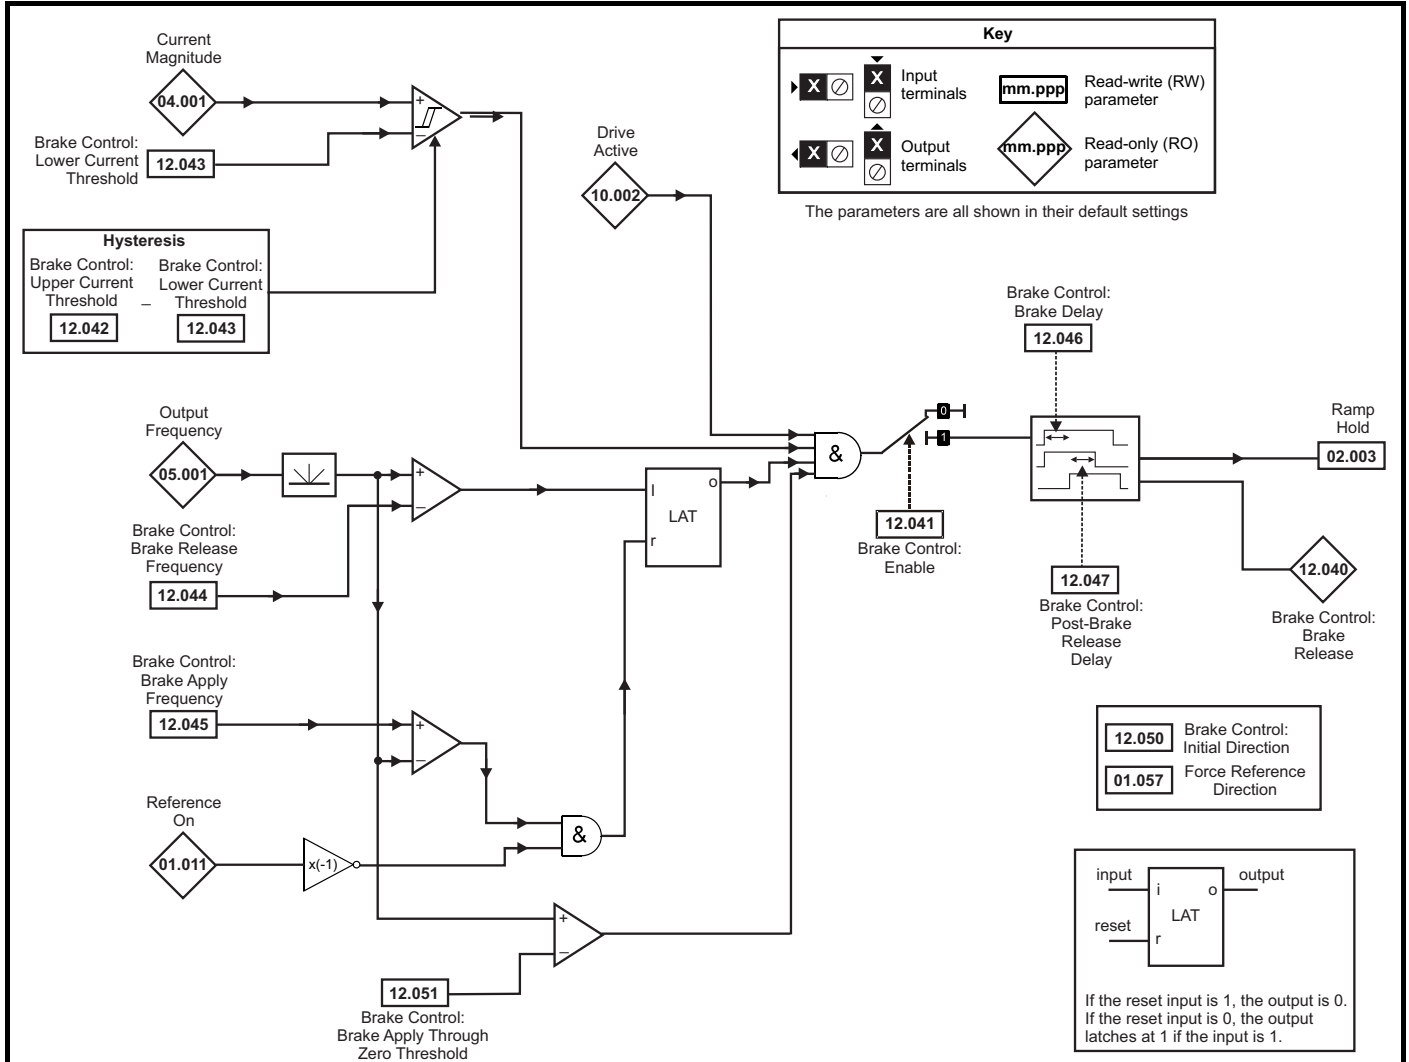 Current
Magnitude
04.001
+
−
Brake Control:
Lower Current
Threshold
12.043
Hysteresis
Brake Control:
Upper Current
Threshold
12.042
−
Brake Control:
Lower Current
Threshold
12.043
Drive
Active
10.002
Key
X
X
Input
terminals
X
X
Output
terminals
mm.ppp
Read-write (RW)
parameter
mm.ppp
Read-only (RO)
parameter
The parameters are all shown in their default settings
Output
Frequency
05.001
+
−
Brake Control:
Brake Release
Frequency
12.044
I
o
LAT
r
&
0
1
12.041
Brake Control:
Enable
Brake Control:
Brake Delay
12.046
12.047
Brake Control:
Post-Brake
Release
Delay
Ramp
Hold
02.003
12.040
Brake Control:
Brake
Release
Brake Control:
Brake Apply
Frequency
12.045
+
−
Reference
On
01.011
x(-1)
&
+
−
12.051
Brake Control:
Brake Apply Through
Zero Threshold
12.050
Brake Control:
Initial Direction
01.057
Force Reference
Direction
input
i
o
output
LAT
reset
r
If the reset input is 1, the output is 0.
If the reset input is 0, the output
latches at 1 if the input is 1.